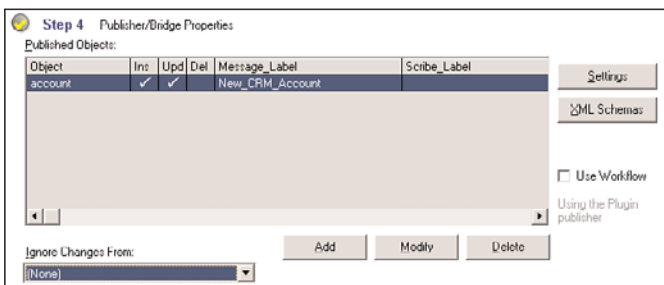 Step 4 Publisher/Bridge Properties
Published Objects:
Object Ins Upd Del Message_Label Scribe_Label
account ✓ ✓ New_CRM_Account
Settings
XML Schemas
Use Workflow
Using the Plugin
publisher
Add Modify Delete
Ignore Changes From:
(None)